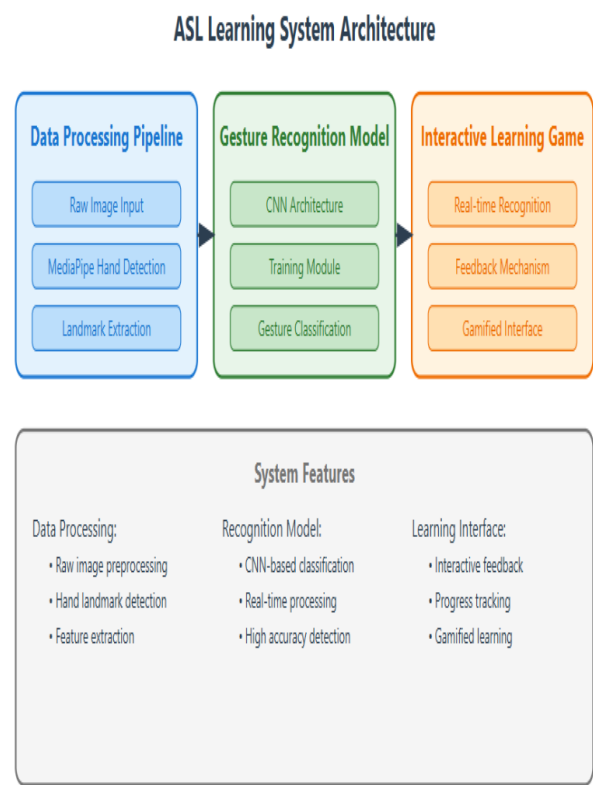 ASL Learning System Architecture
Data Processing Pipeline
Raw Image Input
MediaPipe Hand Detection
Landmark Extraction
Gesture Recognition Model
CNN Architecture
Training Module
Gesture Classification
Interactive Learning Game
Real-time Recognition
Feedback Mechanism
Gamified Interface
System Features
Data Processing:
• Raw image preprocessing
• Hand landmark detection
• Feature extraction
Recognition Model:
• CNN-based classification
• Real-time processing
• High accuracy detection
Learning Interface:
• Interactive feedback
• Progress tracking
• Gamified learning